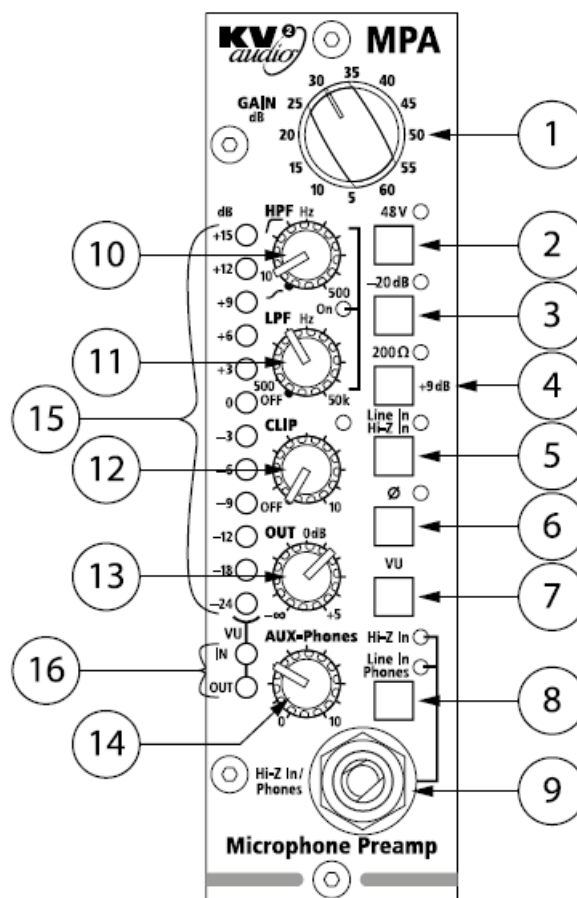 KV2 audio
MPA
GAIN
dB
5 10 15 20 25 30 35 40 45 50 55 60
1
48V
2
-20 dB
3
200Ω
+9dB
4
Line In
Hi-Z In
5
Ø
6
VU
7
Hi-Z In
Line In
Phones
8
9
HPF Hz
10
500
10
On
LPF Hz
500
OFF
50k
11
CLIP
OFF
10
12
OUT 0dB
-∞
+5
13
AUX-Phones
0
10
14
dB
+15
+12
+9
+6
+3
0
-3
-6
-9
-12
-18
-24
15
VU
IN
OUT
16
Hi-Z In/
Phones
Microphone Preamp